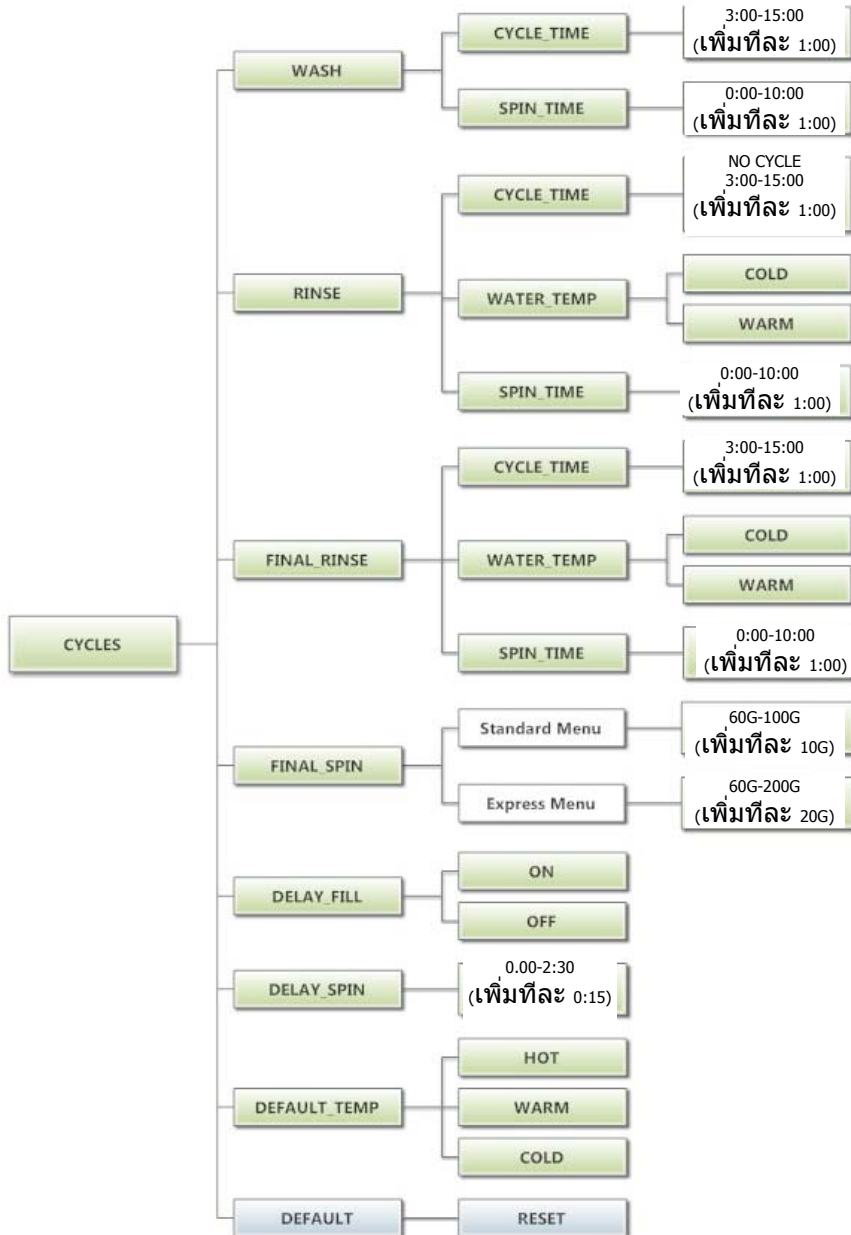 CYCLES
WASH
CYCLE_TIME
3:00-15:00
(เพิ่มทีละ 1:00)
SPIN_TIME
0:00-10:00
(เพิ่มทีละ 1:00)
RINSE
CYCLE_TIME
NO CYCLE
3:00-15:00
(เพิ่มทีละ 1:00)
WATER_TEMP
COLD
WARM
SPIN_TIME
0:00-10:00
(เพิ่มทีละ 1:00)
FINAL_RINSE
CYCLE_TIME
3:00-15:00
(เพิ่มทีละ 1:00)
WATER_TEMP
COLD
WARM
SPIN_TIME
0:00-10:00
(เพิ่มทีละ 1:00)
FINAL_SPIN
Standard Menu
60G-100G
(เพิ่มทีละ 10G)
Express Menu
60G-200G
(เพิ่มทีละ 20G)
DELAY_FILL
ON
OFF
DELAY_SPIN
0.00-2:30
(เพิ่มทีละ 0:15)
DEFAULT_TEMP
HOT
WARM
COLD
DEFAULT
RESET